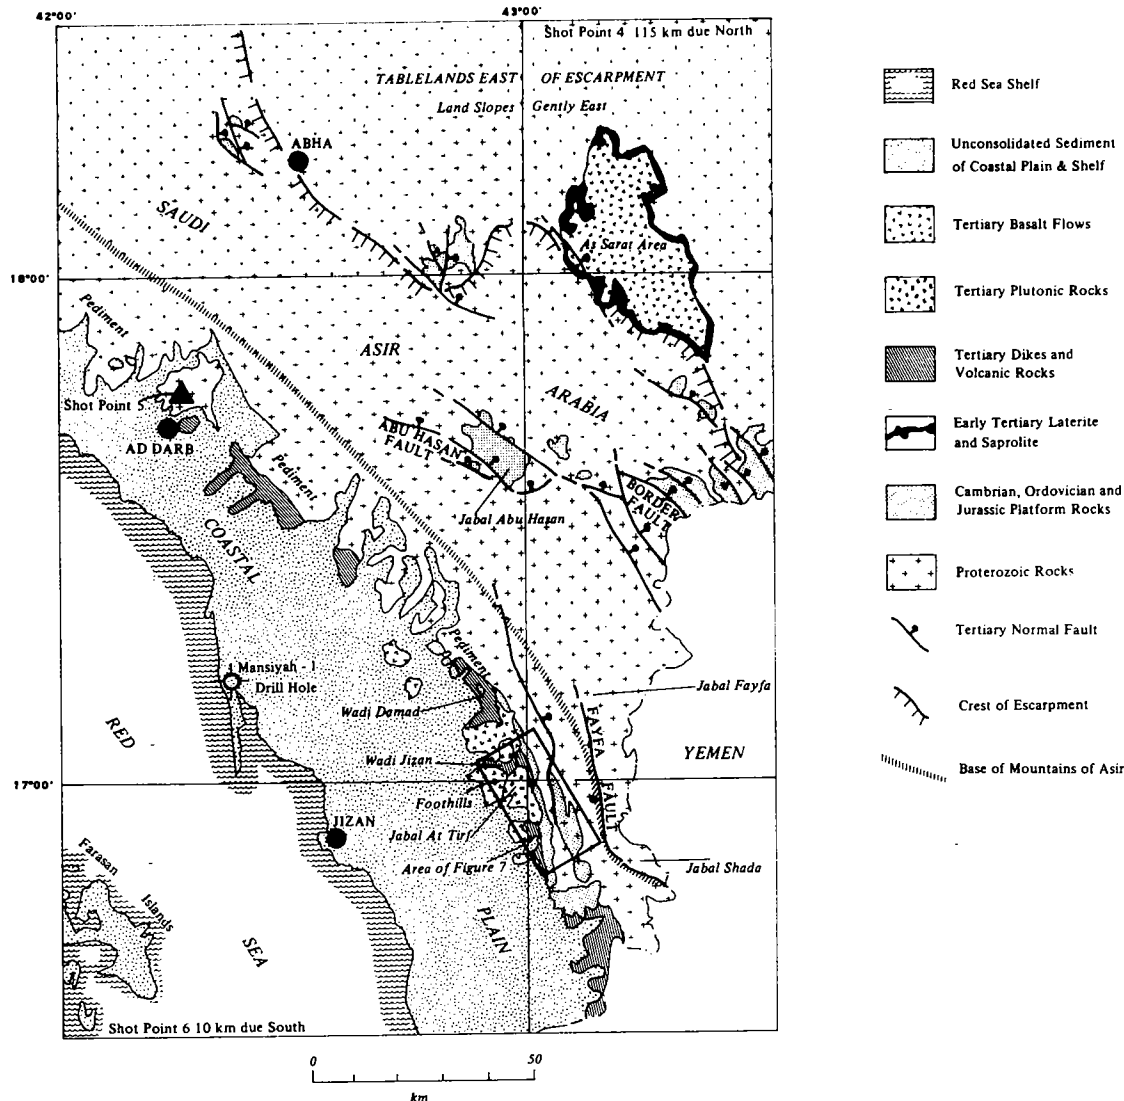 42°00'
43°00'
Shot Point 4 115 km due North
TABLELANDS EAST OF ESCARPMENT
Land Slopes Gently East
ABHA
SAUDI
As Sarat Area
18°00'
Pediment
ASIR
ARABIA
Shot Point 5
AD DARB
ABU HASAN
FAULT
Pediment
BORDER
FAULT
Jabal Abu Hasan
COASTAL
Pediment
Mansiyah - 1
Drill Hole
Jabal Fayfa
Wadi Damad
RED
FAYFA
FAULT
YEMEN
Wadi Jizan
17°00'
Foothills
JIZAN
Jabal At Tirf
Area of Figure 7
Jabal Shada
Farasan
Islands
PLAIN
SEA
Shot Point 6 10 km due South
0
50
km
Red Sea Shelf
Unconsolidated Sediment
of Coastal Plain & Shelf
Tertiary Basalt Flows
Tertiary Plutonic Rocks
Tertiary Dikes and
Volcanic Rocks
Early Tertiary Laterite
and Saprolite
Cambrian, Ordovician and
Jurassic Platform Rocks
Proterozoic Rocks
Tertiary Normal Fault
Crest of Escarpment
Base of Mountains of Asir